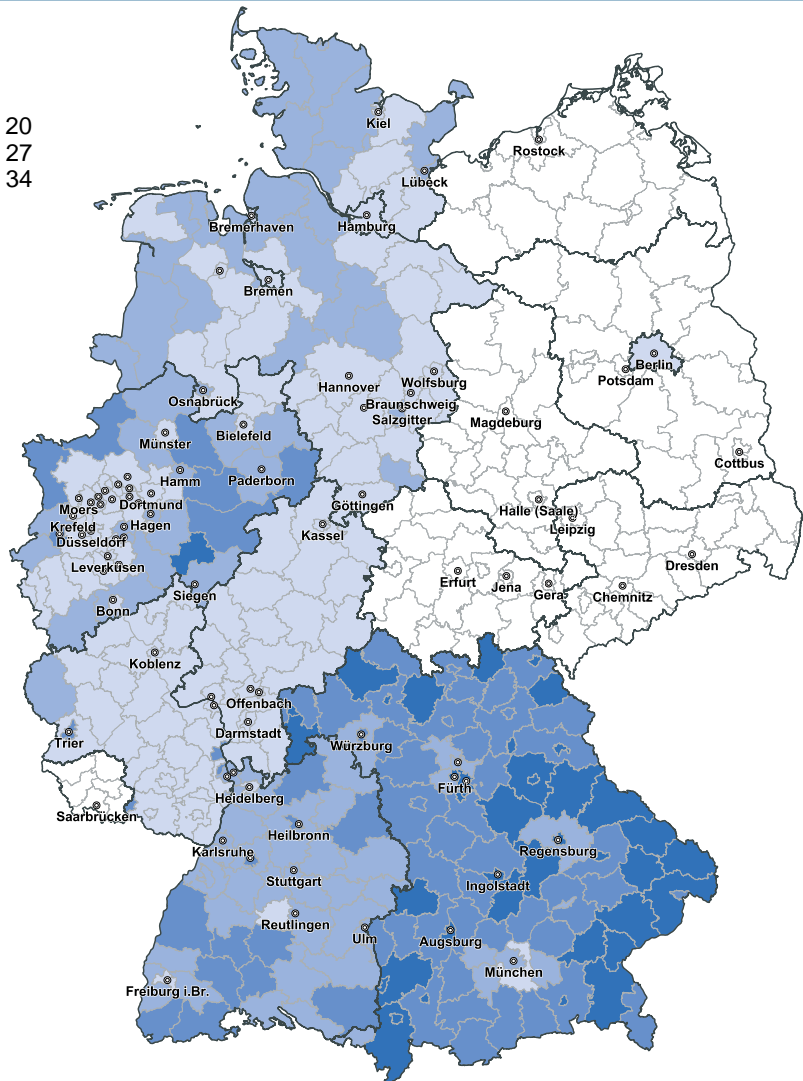 20
27
34
Kiel
Rostock
Lübeck
Bremerhaven
Hamburg
Bremen
Berlin
Potsdam
Hannover
Wolfsburg
Osnabrück
Braunschweig
Salzgitter
Magdeburg
Münster
Bielefeld
Cottbus
Hamm
Paderborn
Göttingen
Moers
Dortmund
Halle (Saale)
Krefeld
Hagen
Kassel
Leipzig
Düsseldorf
Dresden
Leverkusen
Erfurt
Jena
Gera
Chemnitz
Siegen
Bonn
Koblenz
Offenbach
Trier
Darmstadt
Würzburg
Fürth
Heidelberg
Saarbrücken
Heilbronn
Karlsruhe
Regensburg
Stuttgart
Ingolstadt
Reutlingen
Ulm
Augsburg
München
Freiburg i.Br.